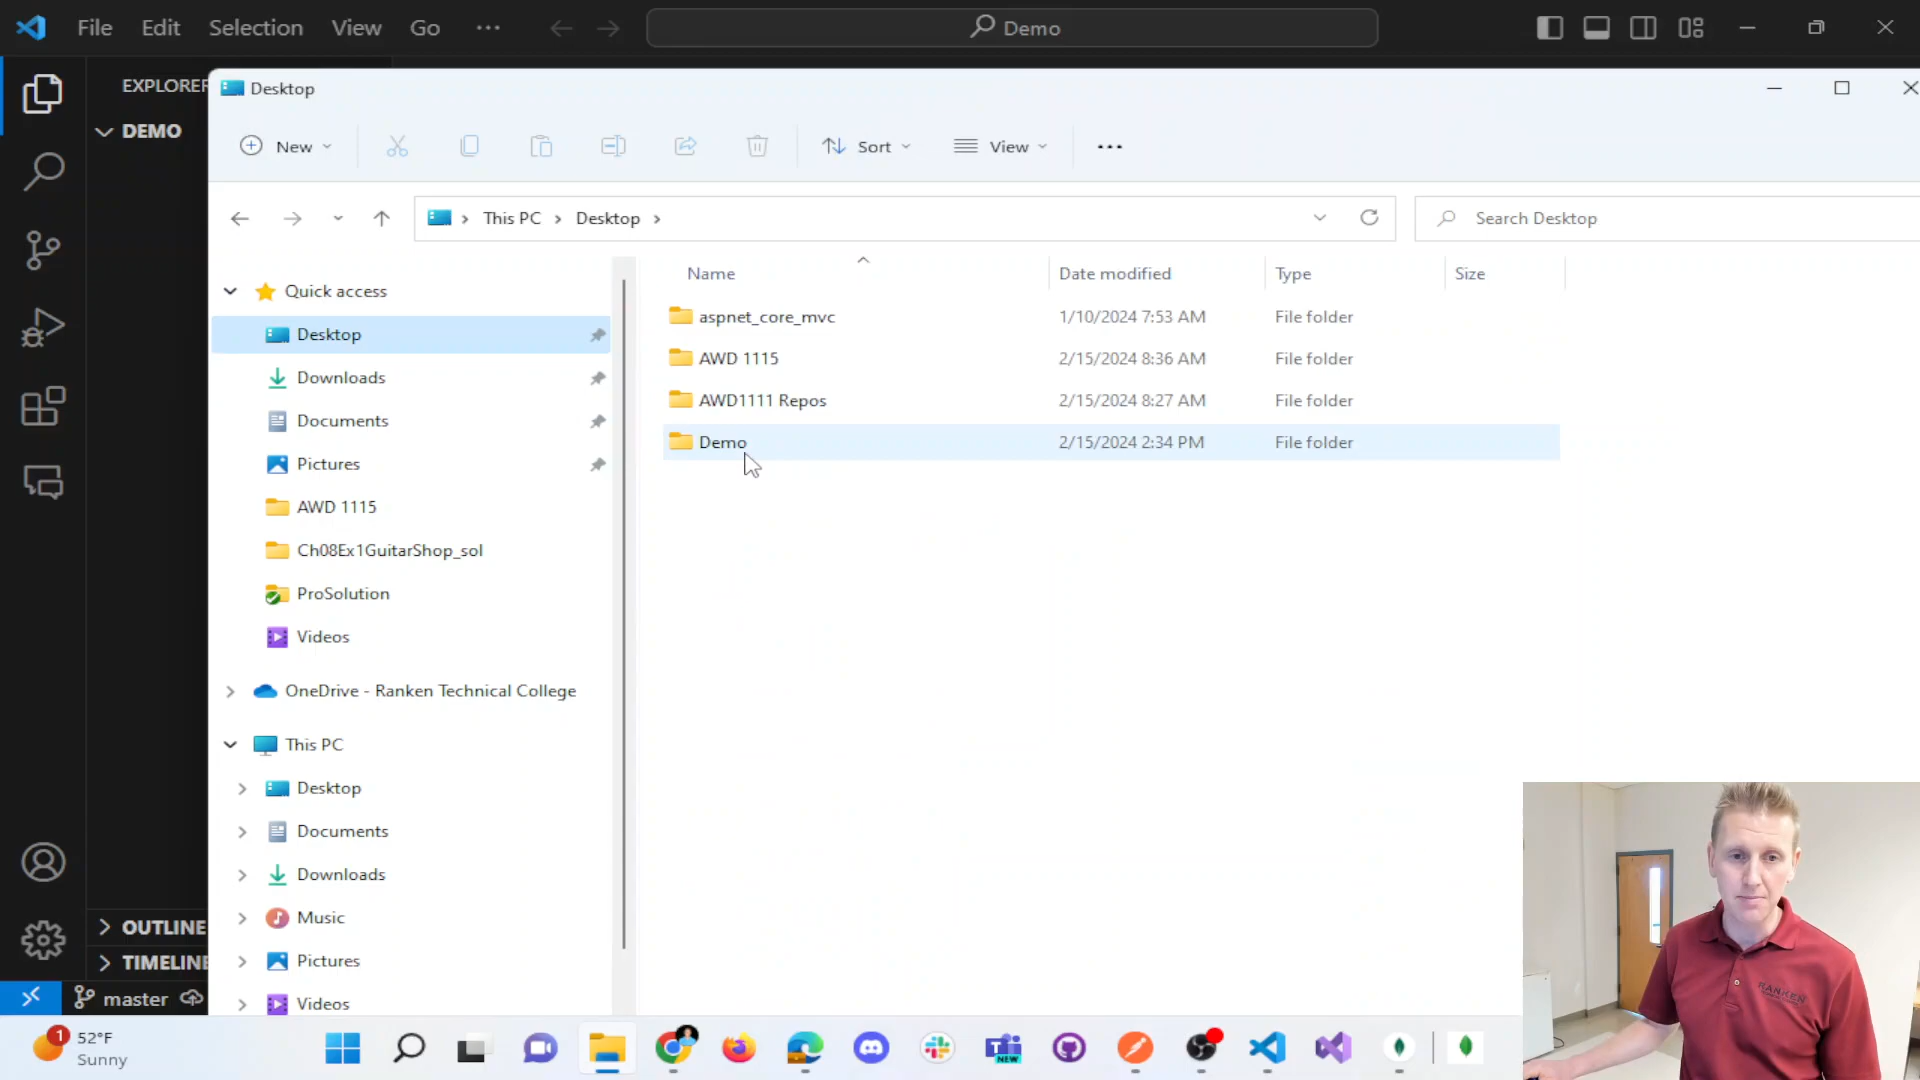 File Edit Selection View Go ··· Demo
EXPLORER
DEMO
Desktop
New Sort View ···
This PC > Desktop > Search Desktop
Name Date modified Type Size
Quick access
Desktop
Downloads
Documents
Pictures
AWD 1115
Ch08Ex1GuitarShop_sol
ProSolution
Videos
OneDrive - Ranken Technical College
This PC
Desktop
Documents
Downloads
Music
Pictures
Videos
aspnet_core_mvc 1/10/2024 7:53 AM File folder
AWD 1115 2/15/2024 8:36 AM File folder
AWD1111 Repos 2/15/2024 8:27 AM File folder
Demo 2/15/2024 2:34 PM File folder
OUTLINE
TIMELINE
master
RANKEN
1 52°F
Sunny
NEW